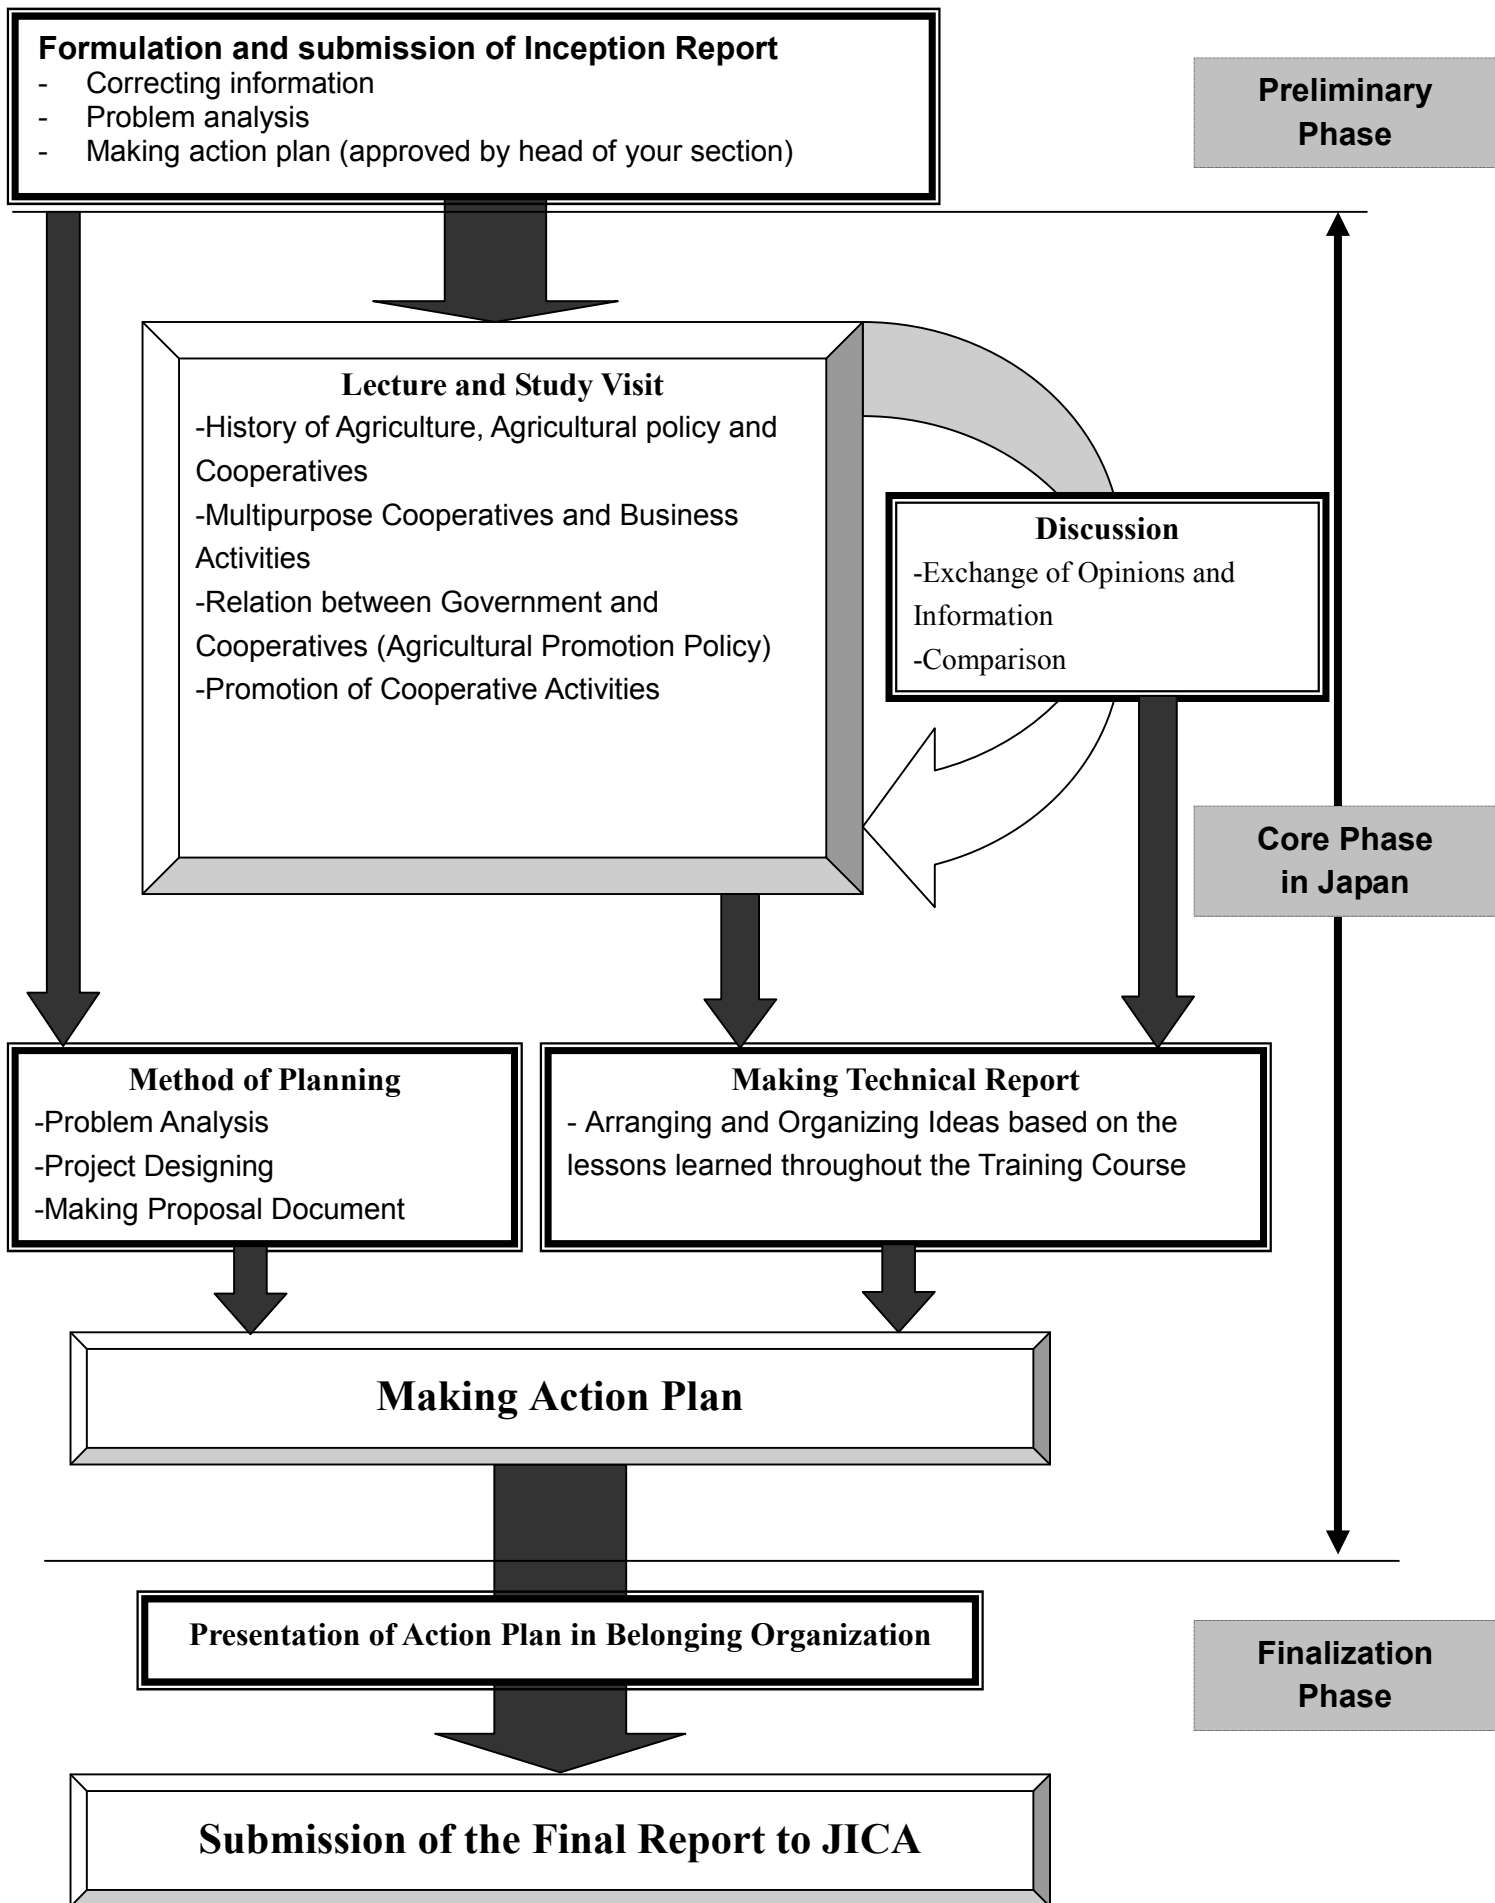 Formulation and submission of Inception Report
- Correcting information
- Problem analysis
- Making action plan (approved by head of your section)
Preliminary
Phase
Lecture and Study Visit
-History of Agriculture, Agricultural policy and
Cooperatives
-Multipurpose Cooperatives and Business
Activities
-Relation between Government and
Cooperatives (Agricultural Promotion Policy)
-Promotion of Cooperative Activities
Discussion
-Exchange of Opinions and
Information
-Comparison
Core Phase
in Japan
Method of Planning
-Problem Analysis
-Project Designing
-Making Proposal Document
Making Technical Report
- Arranging and Organizing Ideas based on the
lessons learned throughout the Training Course
Making Action Plan
Presentation of Action Plan in Belonging Organization
Finalization
Phase
Submission of the Final Report to JICA